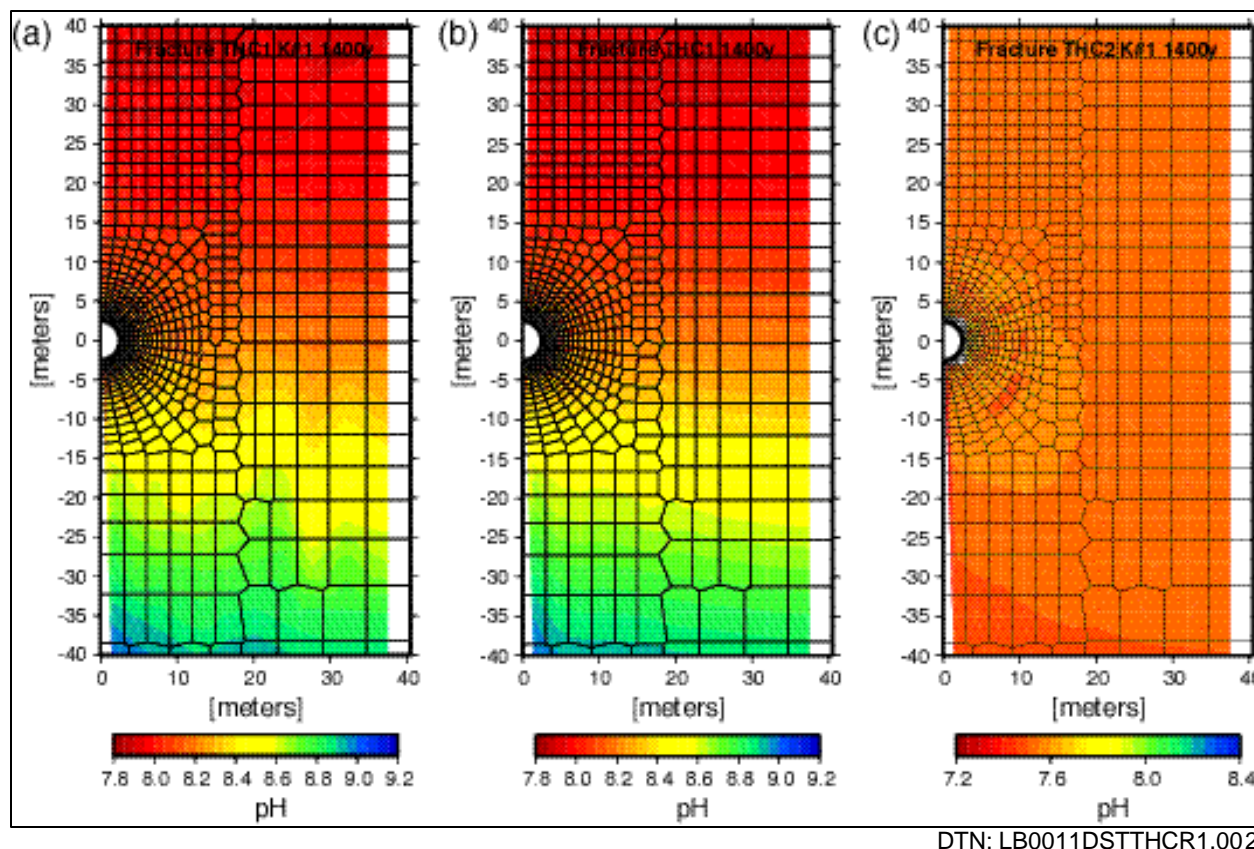 (a) (b) (c)
Fracture THC1 K#1 1400y Fracture THC1 1400y Fracture THC2 K#1 1400y
40 40 40
35 35 35
30 30 30
25 25 25
20 20 20
15 15 15
10 10 10
5 5 5
0 0 0
-5 -5 -5
-10 -10 -10
-15 -15 -15
-20 -20 -20
-25 -25 -25
-30 -30 -30
-35 -35 -35
-40 -40 -40
[meters] [meters] [meters]
0 10 20 30 40 0 10 20 30 40 0 10 20 30 40
[meters] [meters] [meters]
7.8 8.0 8.2 8.4 8.6 8.8 9.0 9.2 7.8 8.0 8.2 8.4 8.6 8.8 9.0 9.2 7.2 7.6 8.0 8.4
pH pH pH
DTN: LB0011DSTTHCR1.002